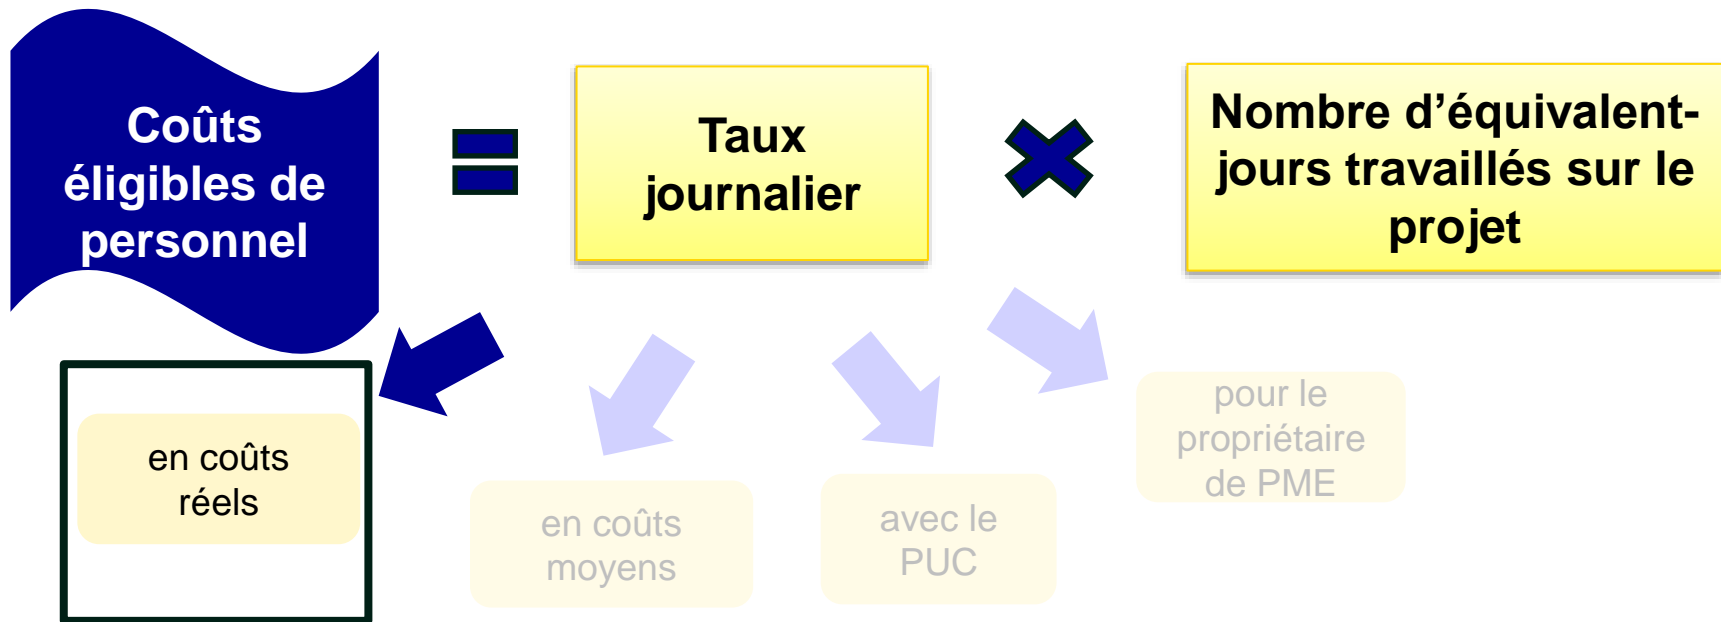 Coûts
éligibles de
personnel
Taux
journalier
Nombre d’équivalent-
jours travaillés sur le
projet
en coûts
réels
en coûts
moyens
avec le
PUC
pour le
propriétaire
de PME